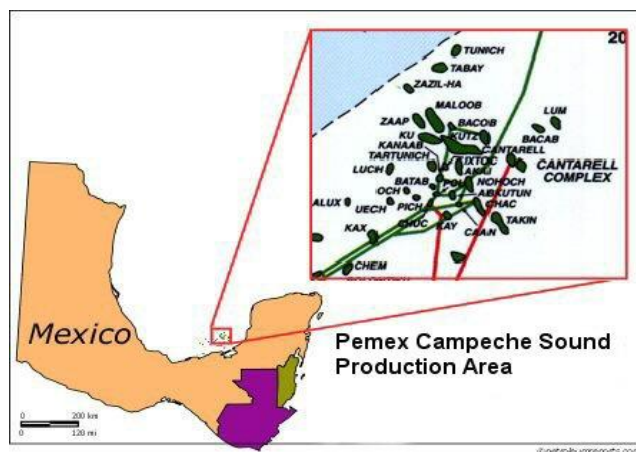 20
TUNICH
TABAY
ZAZIL-HA
MALOOB
ZAAP
BACOB
LUM
KU
KUTZ
BACAB
KANAAB
CANTARELL
TARTUNICH
IXTOC
CANTARELL
COMPLEX
LUCH
AKAL
BATAB
POL
NOHOCH
OCH
ABKUTUN
ALUX
UECH
PICH
CHAC
TAKIN
KAX
CHUC
KAY
CAAN
CHEM
Mexico
Pemex Campeche Sound
Production Area
0 200 km
0 120 mi